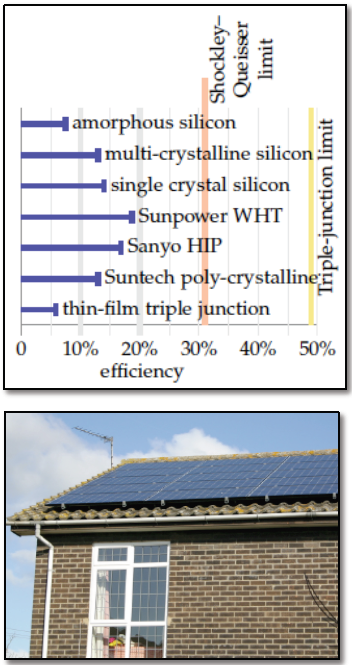 Shockley–
Queisser
limit
Triple-junction limit
amorphous silicon
multi-crystalline silicon
single crystal silicon
Sunpower WHT
Sanyo HIP
Suntech poly-crystalline
thin-film triple junction
0 10% 20% 30% 40% 50%
efficiency